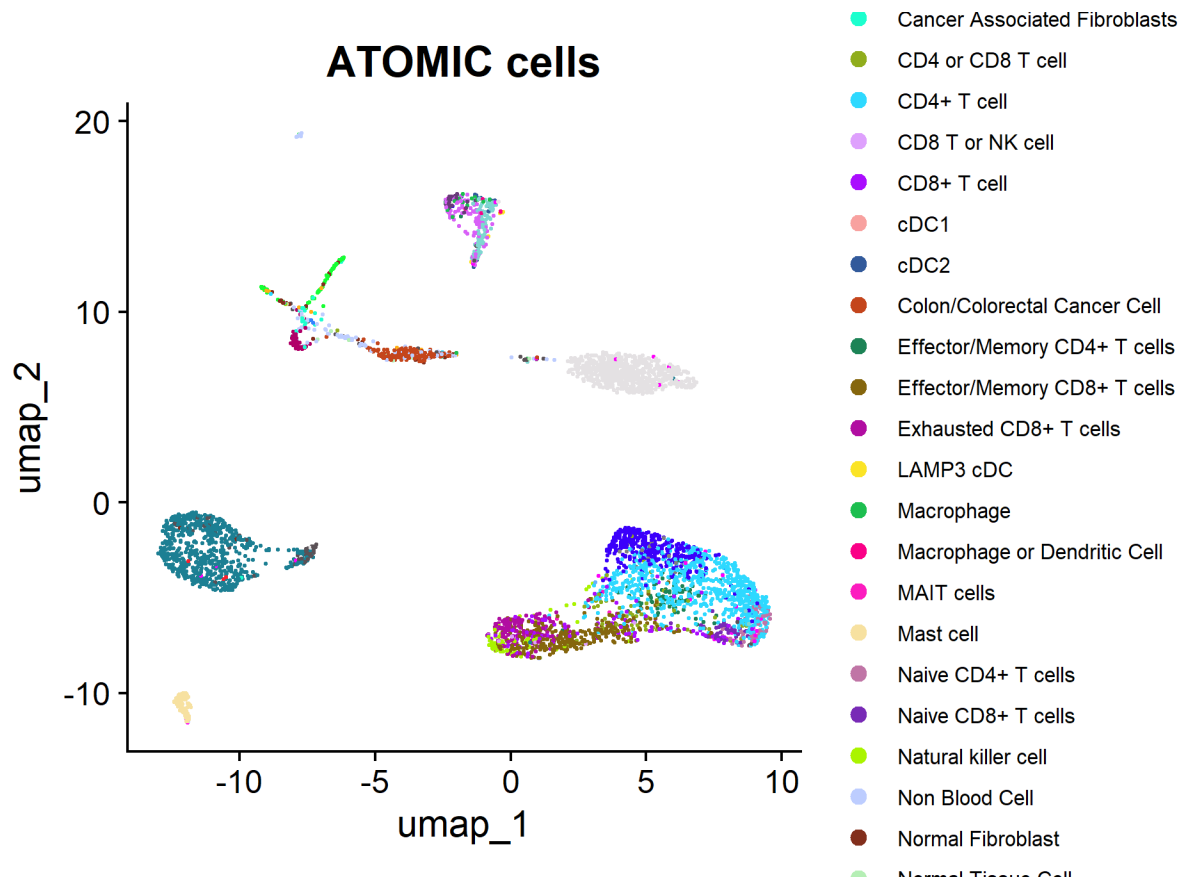 ATOMIC cells
20
10
0
-10
umap_2
-10
-5
0
5
10
umap_1
Cancer Associated Fibroblasts
CD4 or CD8 T cell
CD4+ T cell
CD8 T or NK cell
CD8+ T cell
cDC1
cDC2
Colon/Colorectal Cancer Cell
Effector/Memory CD4+ T cells
Effector/Memory CD8+ T cells
Exhausted CD8+ T cells
LAMP3 cDC
Macrophage
Macrophage or Dendritic Cell
MAIT cells
Mast cell
Naive CD4+ T cells
Naive CD8+ T cells
Natural killer cell
Non Blood Cell
Normal Fibroblast
Normal Tissue Cell